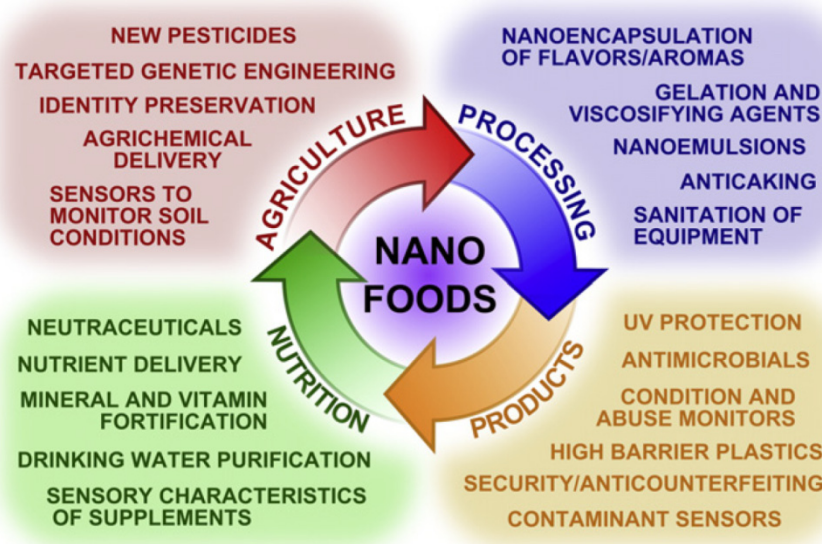 NEW PESTICIDES
TARGETED GENETIC ENGINEERING
IDENTITY PRESERVATION
AGRICHEMICAL
DELIVERY
SENSORS TO
MONITOR SOIL
CONDITIONS
AGRICULTURE
PROCESSING
NANOENCAPSULATION
OF FLAVORS/AROMAS
GELATION AND
VISCOSIFYING AGENTS
NANOEMULSIONS
ANTICAKING
SANITATION OF
EQUIPMENT
NANO
FOODS
NEUTRACEUTICALS
NUTRIENT DELIVERY
MINERAL AND VITAMIN
FORTIFICATION
DRINKING WATER PURIFICATION
SENSORY CHARACTERISTICS
OF SUPPLEMENTS
NUTRITION
PRODUCTS
UV PROTECTION
ANTIMICROBIALS
CONDITION AND
ABUSE MONITORS
HIGH BARRIER PLASTICS
SECURITY/ANTICOUNTERFEITING
CONTAMINANT SENSORS